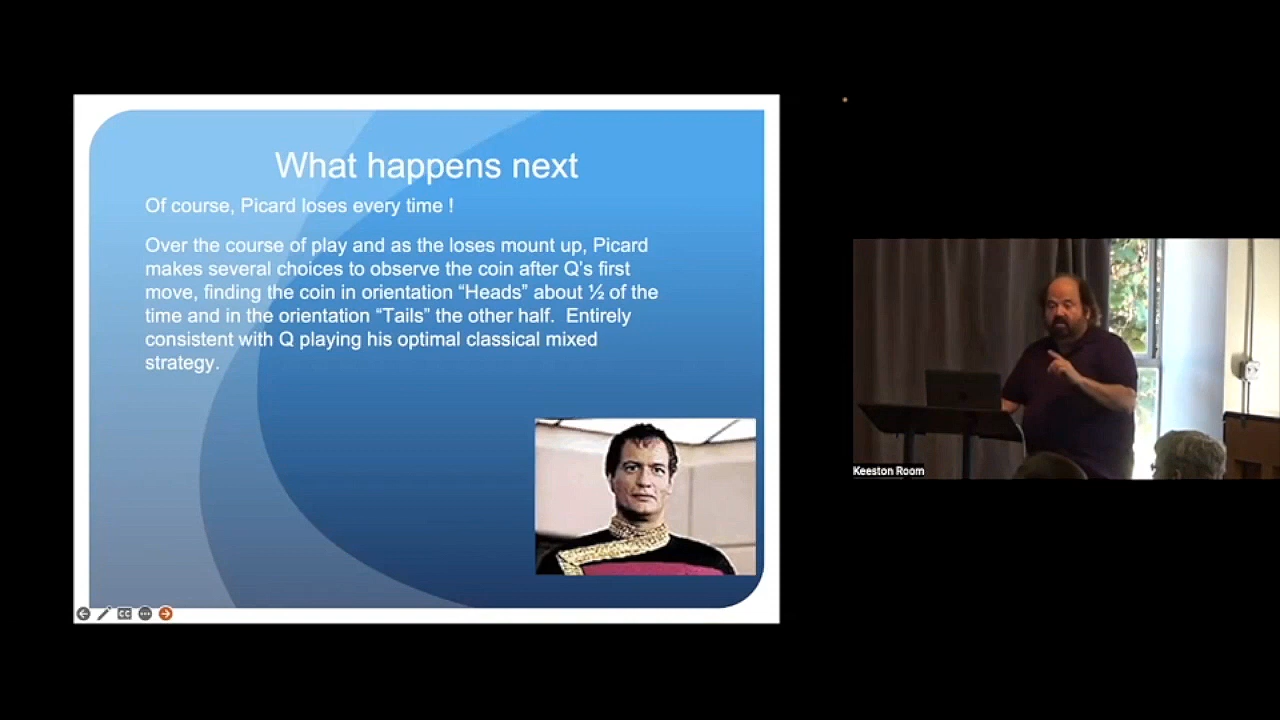 What happens next
Of course, Picard loses every time !
Over the course of play and as the loses mount up, Picard
makes several choices to observe the coin after Q’s first
move, finding the coin in orientation “Heads” about ½ of the
time and in the orientation “Tails” the other half.  Entirely
consistent with Q playing his optimal classical mixed
strategy.
CC
Keeston Room